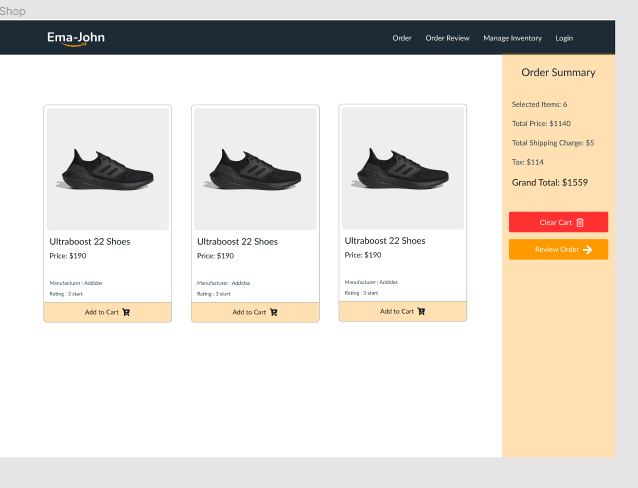 Shop
Ema-John
Order Order Review Manage Inventory Login
Order Summary
Selected Items: 6
Total Price: $1140
Total Shipping Charge: $5
Tax: $114
Grand Total: $1559
Clear Cart
Review Order
Ultraboost 22 Shoes
Price: $190
Manufacturer : Addidas
Rating : 3 start
Add to Cart
Ultraboost 22 Shoes
Price: $190
Manufacturer : Addidas
Rating : 3 start
Add to Cart
Ultraboost 22 Shoes
Price: $190
Manufacturer : Addidas
Rating : 3 start
Add to Cart